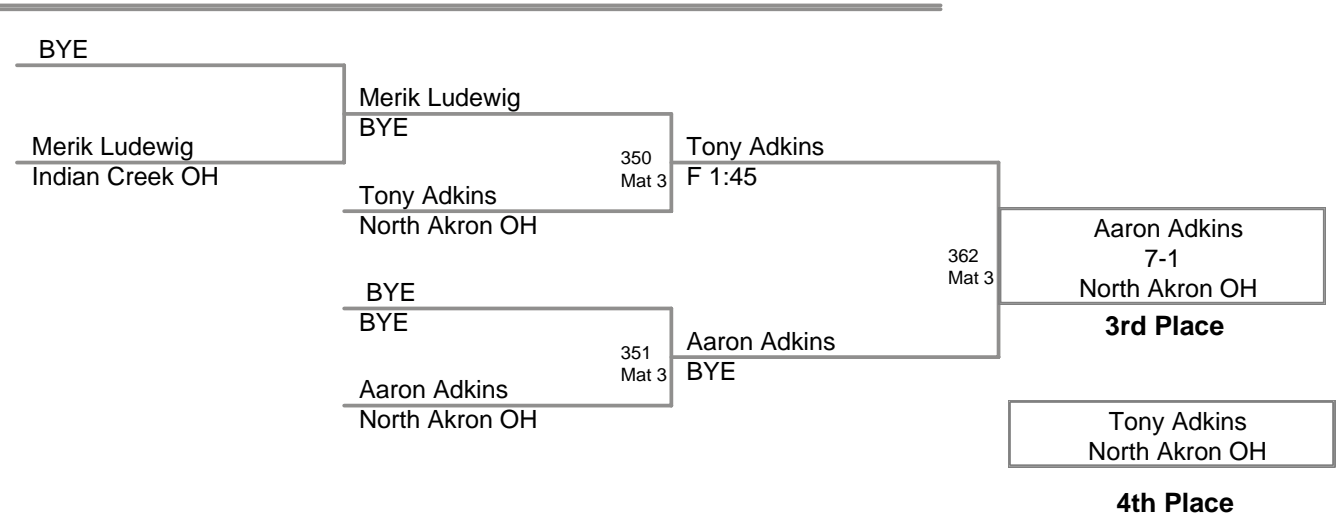 BYE
Merik Ludewig
Indian Creek OH
Merik Ludewig
BYE
350
Mat 3
Tony Adkins
North Akron OH
BYE
BYE
351
Mat 3
Aaron Adkins
North Akron OH
Tony Adkins
F 1:45
362
Mat 3
Aaron Adkins
BYE
Aaron Adkins
7-1
North Akron OH
3rd Place
Tony Adkins
North Akron OH
4th Place